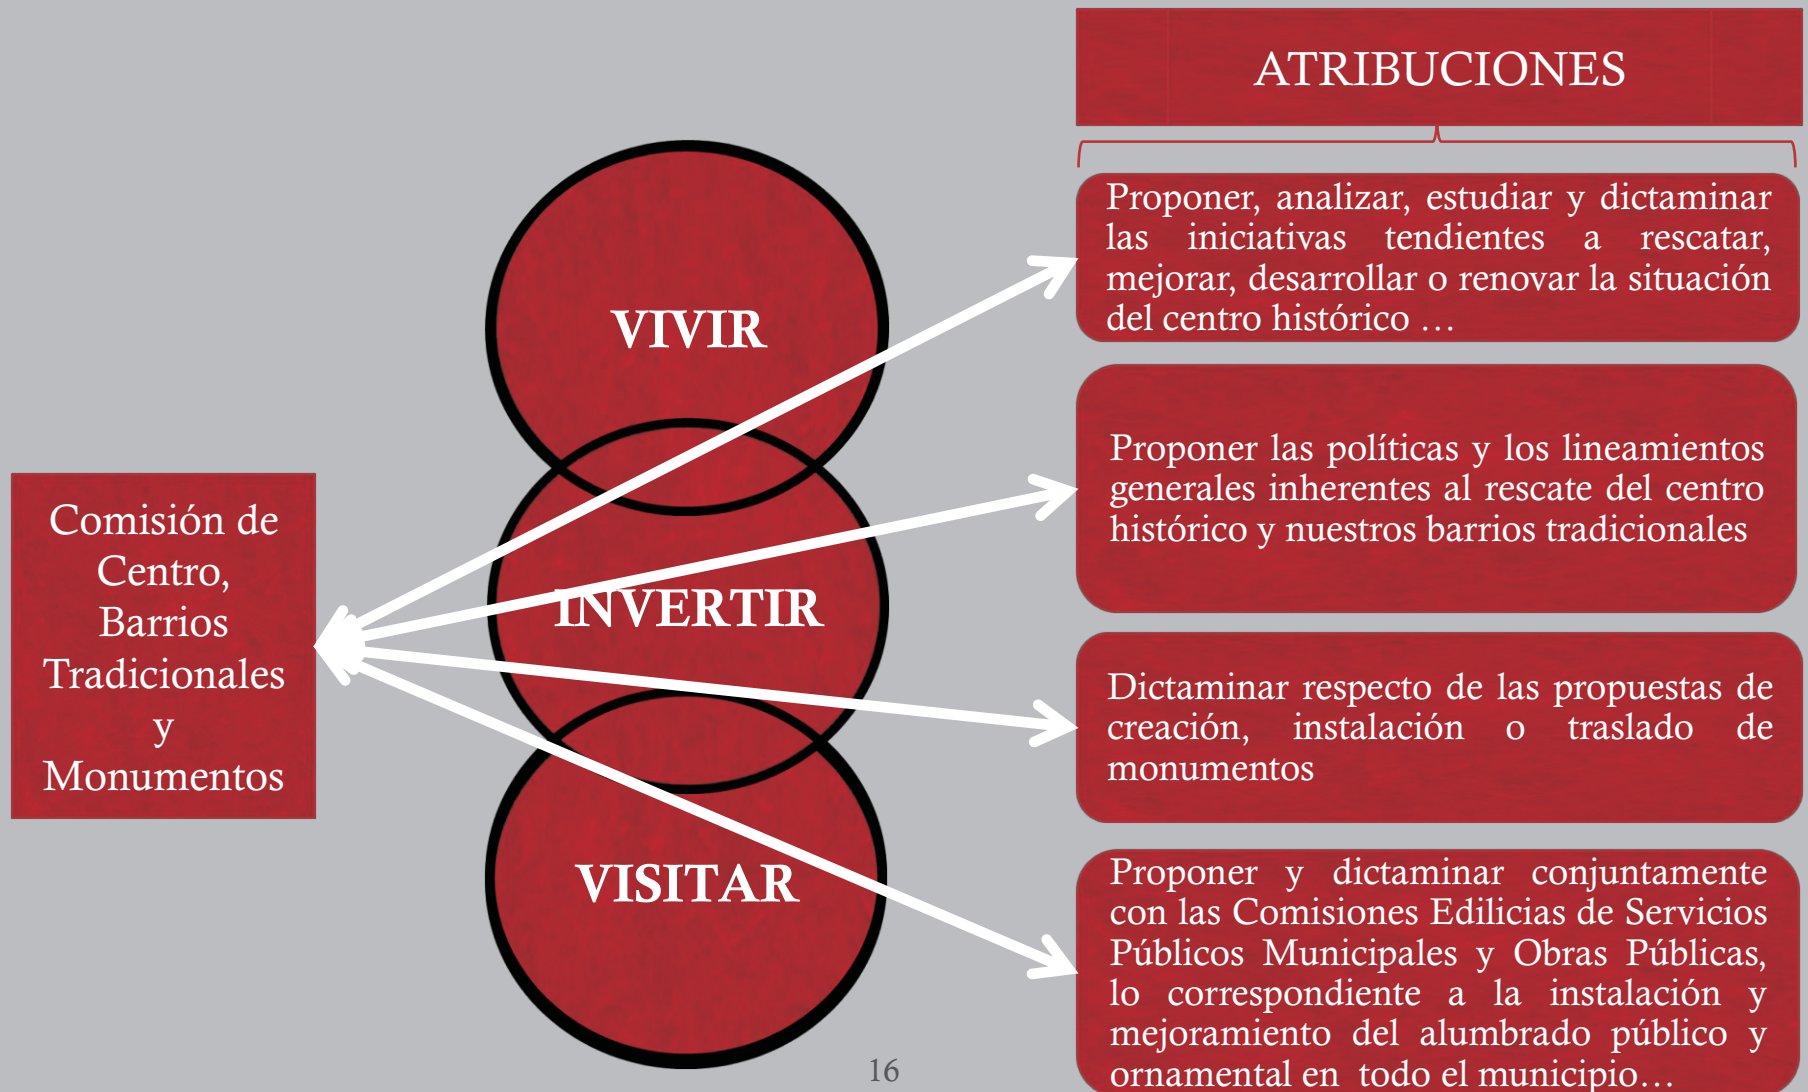 ATRIBUCIONES
VIVIR
INVERTIR
VISITAR
Comisión de
Centro,
Barrios
Tradicionales
y
Monumentos
Proponer, analizar, estudiar y dictaminar
las iniciativas tendientes a rescatar,
mejorar, desarrollar o renovar la situación
del centro histórico …
Proponer las políticas y los lineamientos
generales inherentes al rescate del centro
histórico y nuestros barrios tradicionales
Dictaminar respecto de las propuestas de
creación, instalación o traslado de
monumentos
Proponer y dictaminar conjuntamente
con las Comisiones Edilicias de Servicios
Públicos Municipales y Obras Públicas,
lo correspondiente a la instalación y
mejoramiento del alumbrado público y
ornamental en todo el municipio…
16